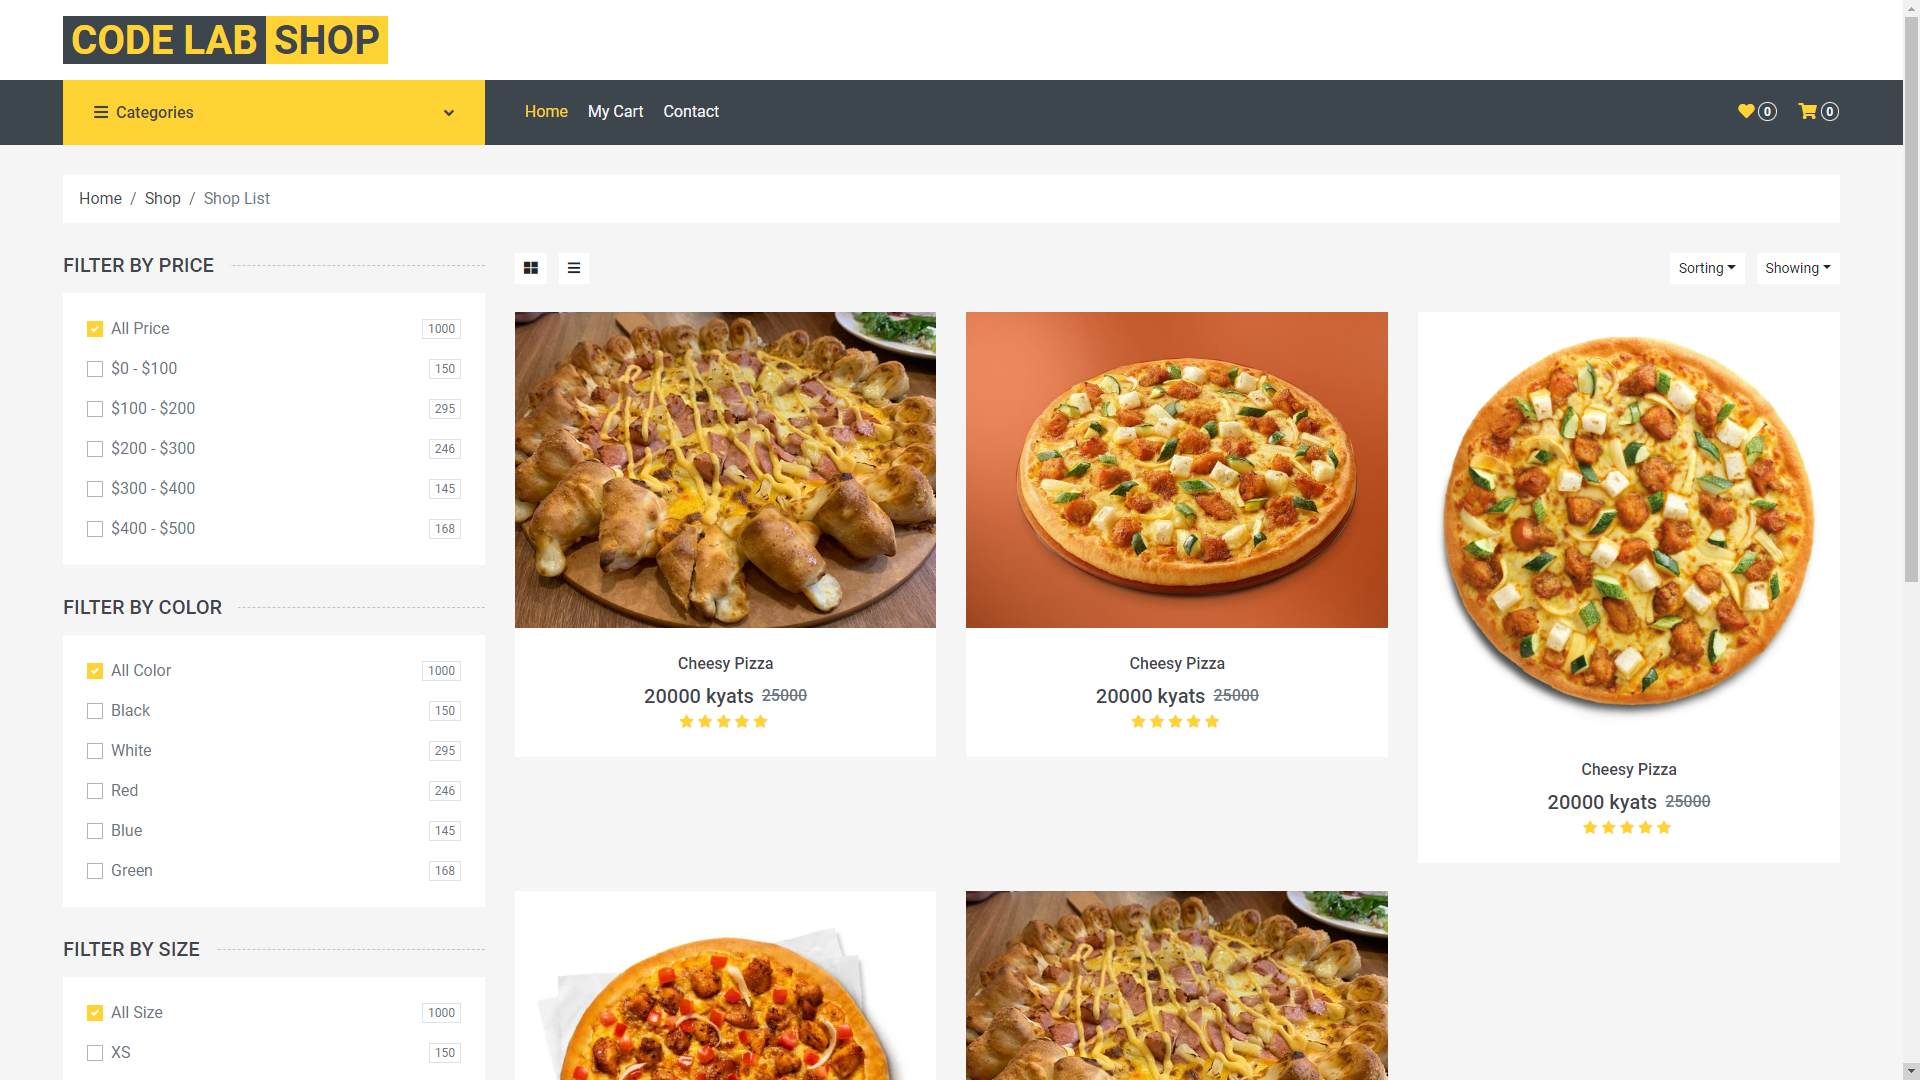 CODE LAB SHOP
Categories
Home My Cart Contact
0 0
Home / Shop / Shop List
FILTER BY PRICE
All Price 1000
$0 - $100 150
$100 - $200 295
$200 - $300 246
$300 - $400 145
$400 - $500 168
FILTER BY COLOR
All Color 1000
Black 150
White 295
Red 246
Blue 145
Green 168
FILTER BY SIZE
All Size 1000
XS 150
Sorting Showing
Cheesy Pizza
20000 kyats 25000
Cheesy Pizza
20000 kyats 25000
Cheesy Pizza
20000 kyats 25000